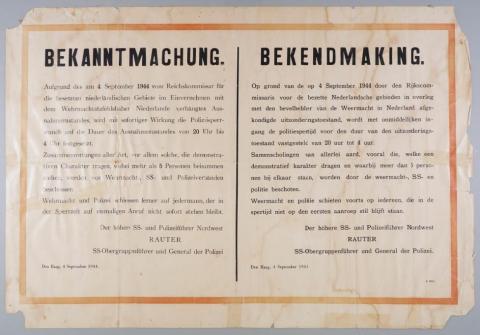 BEKANNTMACHUNG.
Aufgrund des am 4 September 1944 vom Reichskommissar für
die besetzten niederländischen Gebiete im Einvernehmen mit
dem Wehrmachtsbefehlshaber Niederlande verhängten Aus-
nahmezustandes, wird mit sofortiger Wirkung die Polizeisperr-
stunde auf die Dauer des Ausnahmezustandes von 20 Uhr bis
4 Uhr festgesetzt.
Zusammenrottungen aller Art, vor allem solche, die demonstra-
tiven Charakter tragen, wobei mehr als 5 Personen beisammen
stehen, werden von Wehrmacht-, SS- und Polizeiverbänden
beschossen.
Wehrmacht und Polizei schiessen ferner auf jedermann, der in
der Sperrzeit auf einmaligen Anruf nicht sofort stehen bleibt.
Der höhere SS- und Polizeiführer Nordwest
RAUTER
SS-Obergruppenführer und General der Polizei
Den Haag, 4 September 1944.
BEKENDMAKING.
Op grond van de op 4 September 1944 door den Rijkscom-
missaris voor de bezette Nederlandsche gebieden in overleg
met den bevelhebber van de Weermacht in Nederland afge-
kondigde uitzonderingstoestand, wordt met onmiddellijken in-
gang de politiespertijd voor den duur van den uitzonderings-
toestand vastgesteld van 20 uur tot 4 uur.
Samenscholingen van allerlei aard, vooral die, welke een
demonstratief karakter dragen en waarbij meer dan 5 perso-
nen bij elkaar staan, worden door de weermacht-, SS- en
politie beschoten.
Weermacht en politie schieten voorts op iedereen, die in de
spertijd niet op den eersten aanroep stil blijft staan.
Der höhere SS- und Polizeiführer Nordwest
RAUTER
SS-Obergruppenführer und General der Polizei.
Den Haag, 4 September 1944.